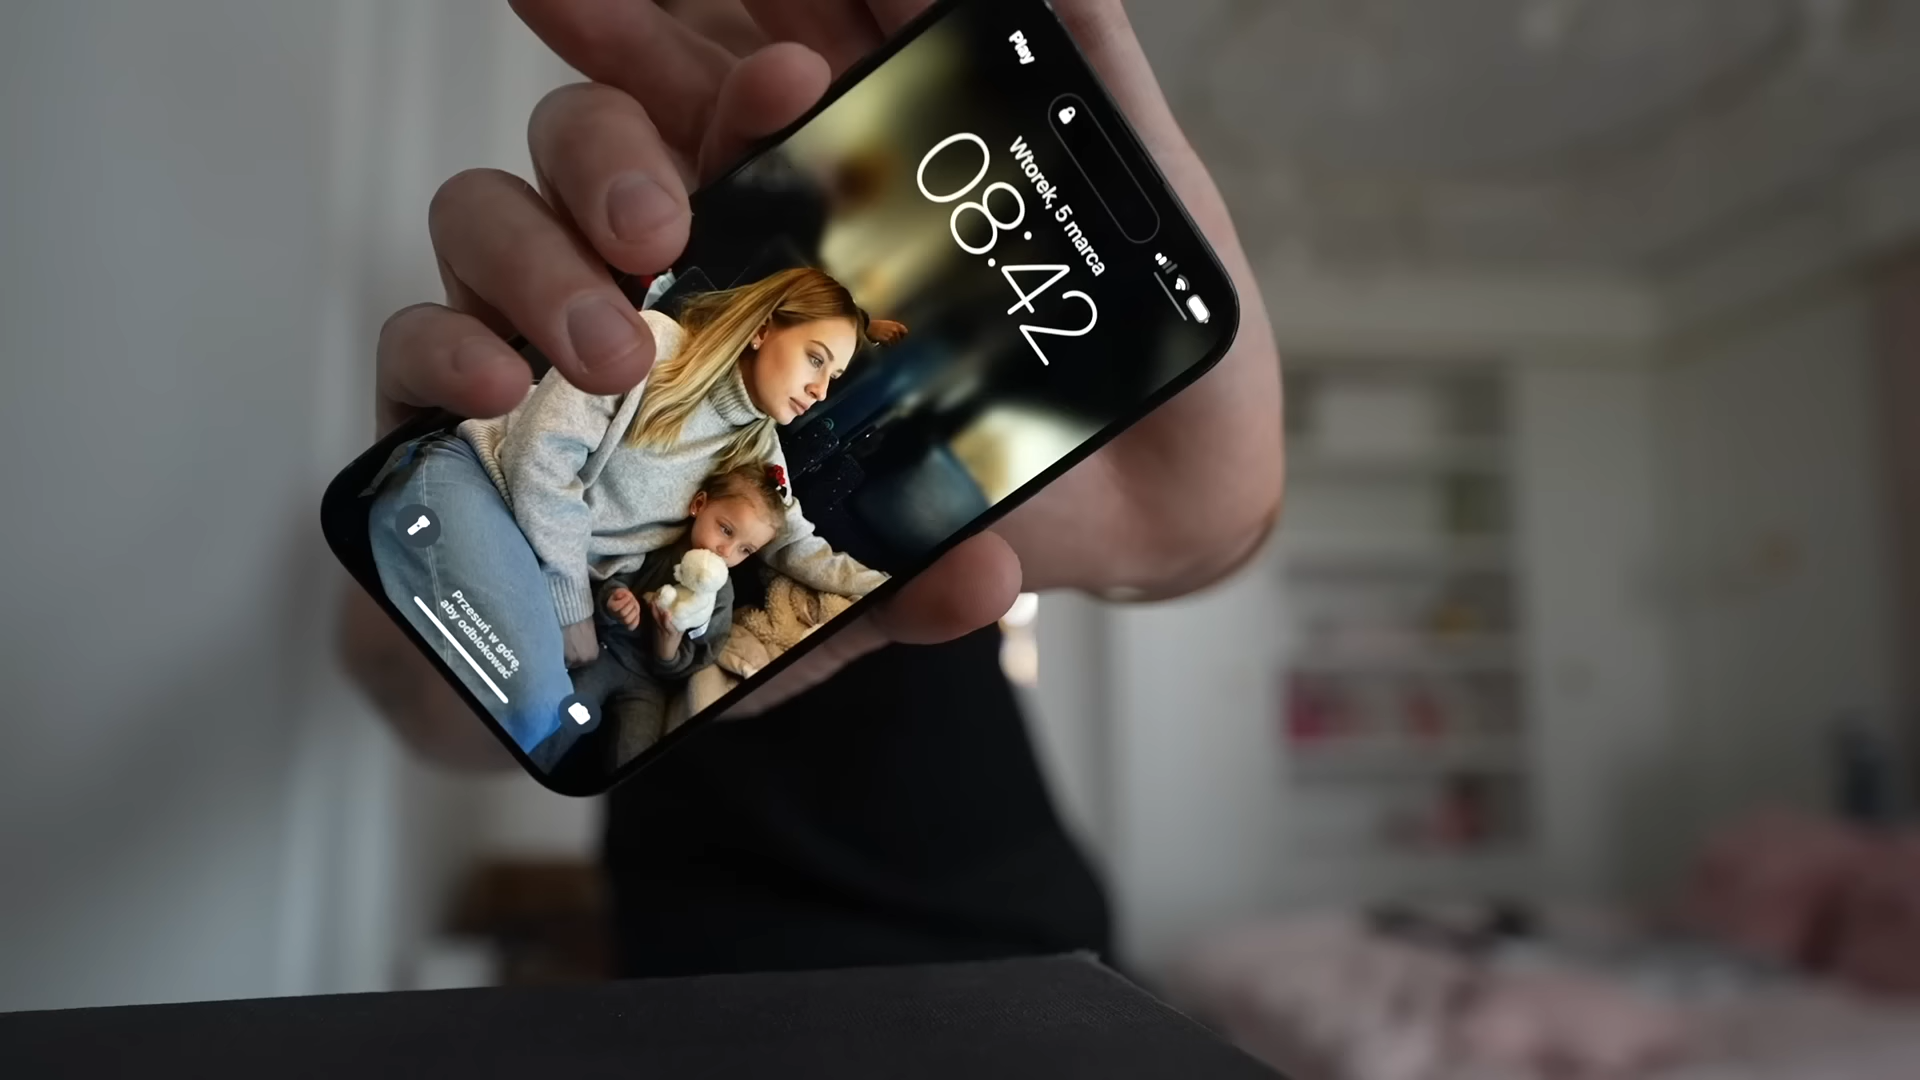 Play
Wtorek, 5 marca
08:42
Przesuń w górę,
aby odblokować